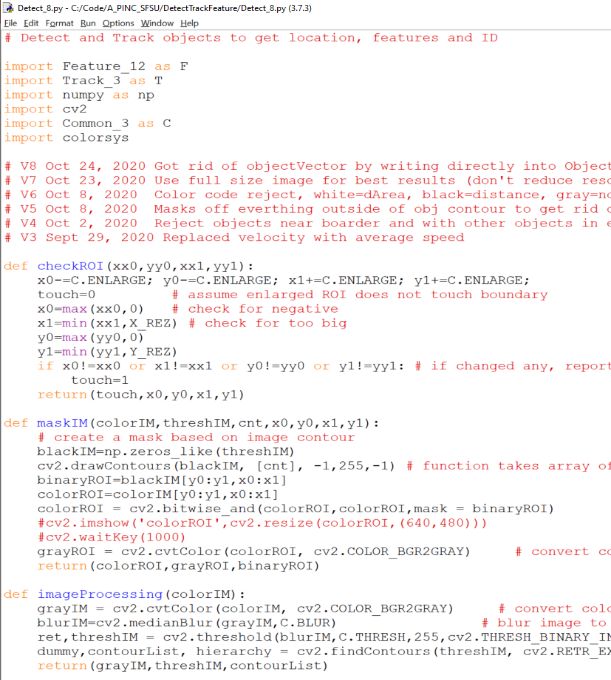 Detect_8.py - C:/Code/A_PINC_SFSU/DetectTrackFeature/Detect_8.py (3.7.3)
File Edit Format Run Options Window Help
# Detect and Track objects to get location, features and ID
import Feature_12 as F
import Track_3 as T
import numpy as np
import cv2
import Common_3 as C
import colorsys
# V8 Oct 24, 2020 Got rid of objectVector by writing directly into Object
# V7 Oct 23, 2020 Use full size image for best results (don't reduce
# V6 Oct 8, 2020  Color code reject, white=dArea, black=distance,
# V5 Oct 8, 2020  Masks off everthing outside of obj contour to get rid
# V4 Oct 2, 2020  Reject objects near boarder and with other objects in
# V3 Sept 29, 2020 Replaced velocity with average speed
def checkROI(xx0,yy0,xx1,yy1):
    x0-=C.ENLARGE; y0-=C.ENLARGE; x1+=C.ENLARGE; y1+=C.ENLARGE;
    touch=0         # assume enlarged ROI does not touch boundary
    x0=max(xx0,0)   # check for negative
    x1=min(xx1,X_REZ) # check for too big
    y0=max(yy0,0)
    y1=min(yy1,Y_REZ)
    if x0!=xx0 or x1!=xx1 or y0!=yy0 or y1!=yy1: # if changed any, report
        touch=1
    return(touch,x0,y0,x1,y1)
def maskIM(colorIM,threshIM,cnt,x0,y0,x1,y1):
    # create a mask based on image contour
    blackIM=np.zeros_like(threshIM)
    cv2.drawContours(blackIM, [cnt], -1,255,-1) # function takes array of
    binaryROI=blackIM[y0:y1,x0:x1]
    colorROI=colorIM[y0:y1,x0:x1]
    colorROI = cv2.bitwise_and(colorROI,colorROI,mask = binaryROI)
    #cv2.imshow('colorROI',cv2.resize(colorROI,(640,480)))
    #cv2.waitKey(1000)
    grayROI = cv2.cvtColor(colorROI, cv2.COLOR_BGR2GRAY)     # convert
    return(colorROI,grayROI,binaryROI)
def imageProcessing(colorIM):
    grayIM = cv2.cvtColor(colorIM, cv2.COLOR_BGR2GRAY)     # convert
    blurIM=cv2.medianBlur(grayIM,C.BLUR)                 # blur image to
    ret,threshIM = cv2.threshold(blurIM,C.THRESH,255,cv2.THRESH_BINARY_IN
    dummy,contourList, hierarchy = cv2.findContours(threshIM, cv2.RETR_EX
    return(grayIM,threshIM,contourList)